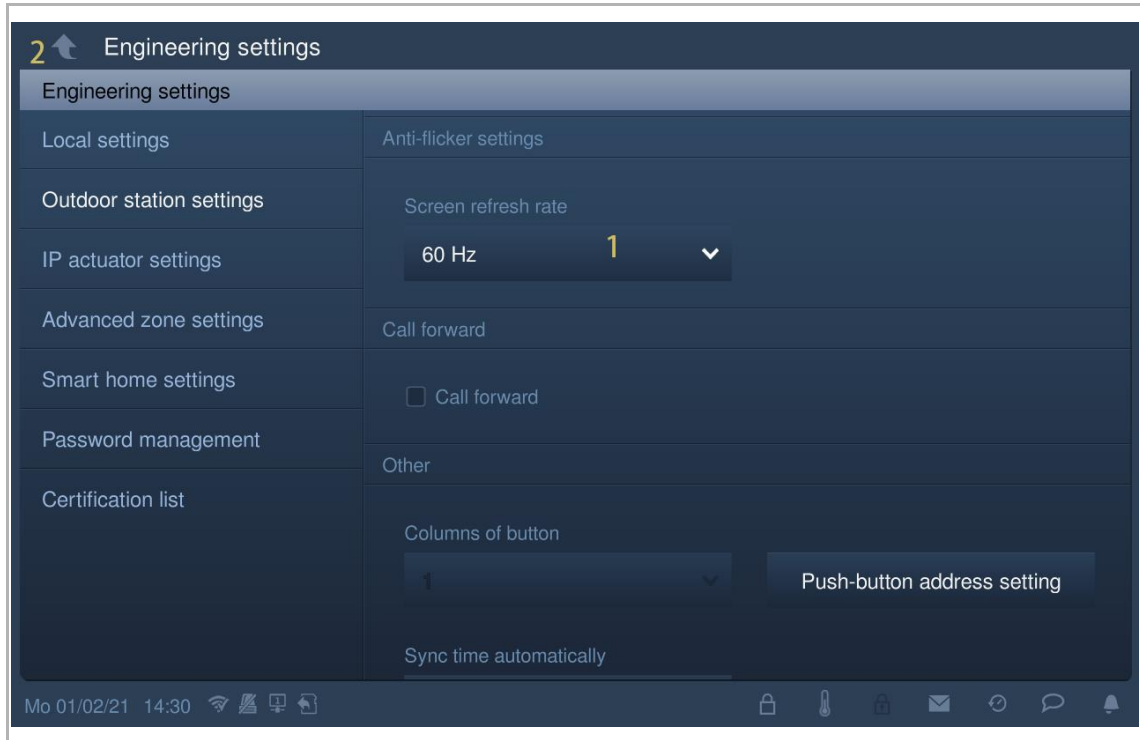 2 Engineering settings
Engineering settings
Local settings
Outdoor station settings
IP actuator settings
Advanced zone settings
Smart home settings
Password management
Certification list
Anti-flicker settings
Screen refresh rate
60 Hz 1
Call forward
Call forward
Other
Columns of button
1
Push-button address setting
Sync time automatically
Mo 01/02/21 14:30